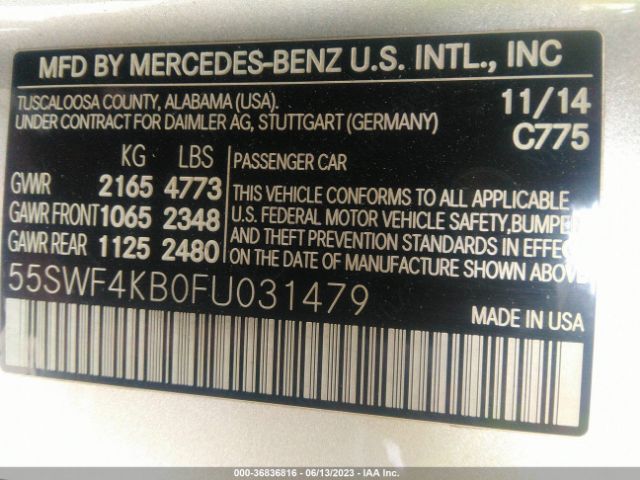 MFD BY MERCEDES-BENZ U.S. INTL., INC
TUSCALOOSA COUNTY, ALABAMA (USA). 11/14
UNDER CONTRACT FOR DAIMLER AG, STUTTGART (GERMANY) C775
KG LBS PASSENGER CAR
GVWR 2165 4773 THIS VEHICLE CONFORMS TO ALL APPLICABLE
GAWR FRONT 1065 2348 U.S. FEDERAL MOTOR VEHICLE SAFETY, BUMPER
GAWR REAR 1125 2480 AND THEFT PREVENTION STANDARDS IN EFFECT
ON THE DATE OF MANUFACTURE SHOWN ABOVE
55SWF4KB0FU031479
MADE IN USA
000-36836816 - 06/13/2023 - IAA Inc.